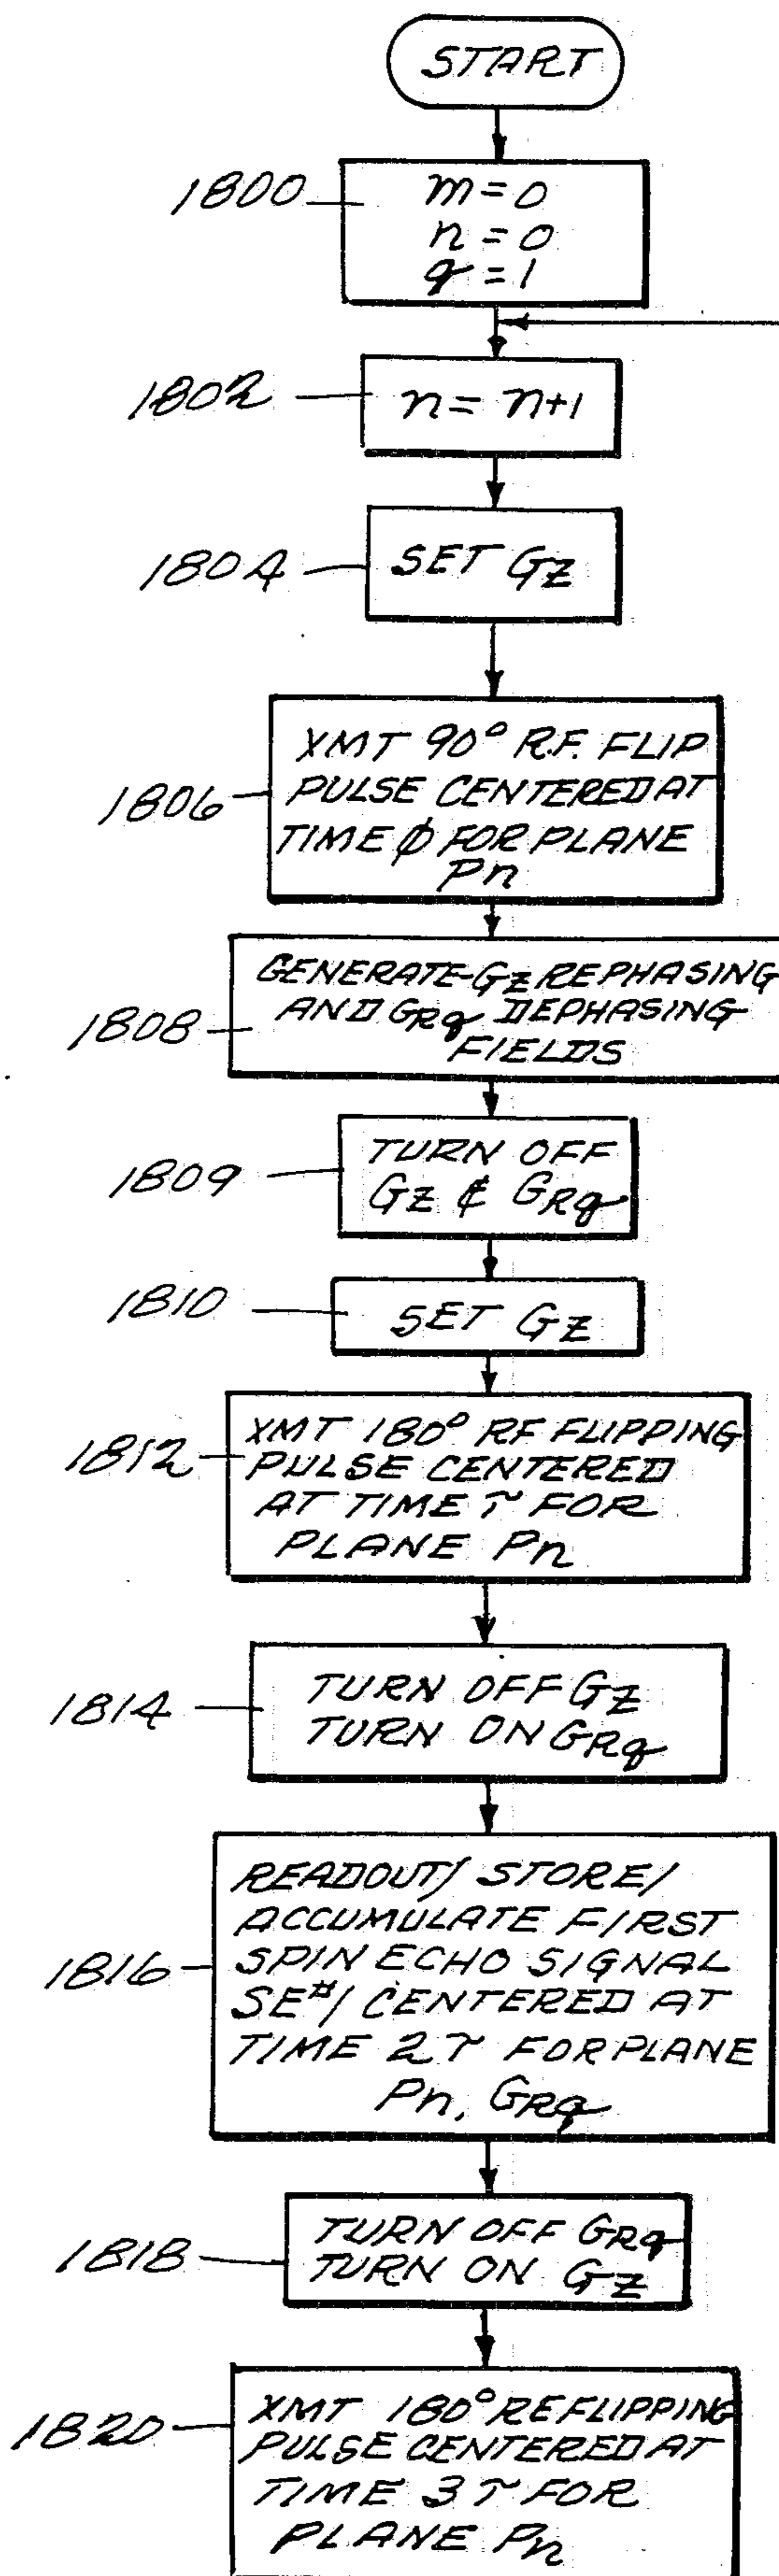 START
1800
m = 0
n = 0
q = 1
1802
n = n+1
1804
SET Gz
1806
XMT 90° R.F. FLIP
PULSE CENTERED AT
TIME φ FOR PLANE
Pn
1808
GENERATE-Gz REPHASING
AND GRq DEPHASING
FIELDS
1809
TURN OFF
Gz & GRq
1810
SET Gz
1812
XMT 180° RF FLIPPING
PULSE CENTERED
AT TIME τ FOR
PLANE Pn
1814
TURN OFF Gz
TURN ON GRq
1816
READOUT/ STORE/
ACCUMULATE FIRST
SPIN ECHO SIGNAL
SE#1 CENTERED AT
TIME 2τ FOR PLANE
Pn, GRq
1818
TURN OFF GRq
TURN ON Gz
1820
XMT 180° RF FLIPPING
PULSE CENTERED AT
TIME 3τ FOR
PLANE Pn